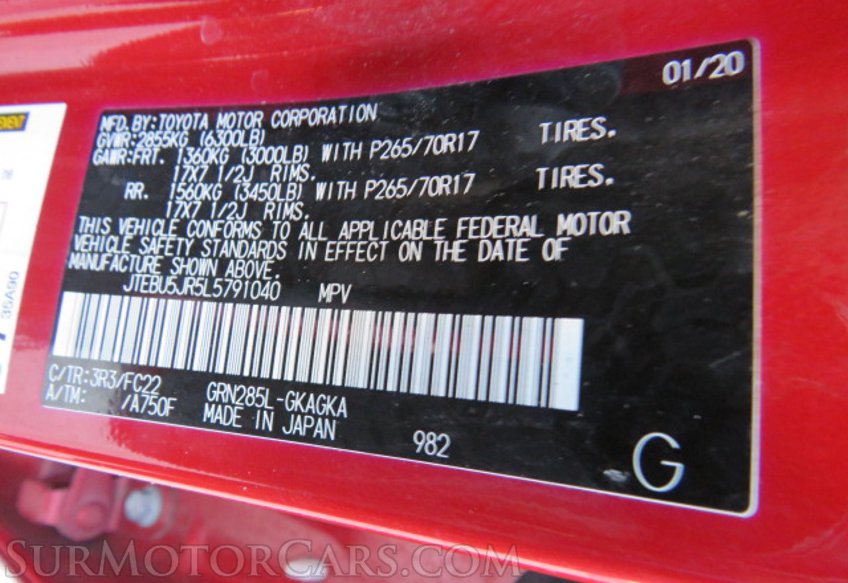 01/20
MFD. BY: TOYOTA MOTOR CORPORATION
GVWR: 2855KG (6300LB)
GAWR: FRT. 1360KG (3000LB) WITH P265/70R17 TIRES.
17X7 1/2J RIMS.
RR. 1560KG (3450LB) WITH P265/70R17 TIRES.
17X7 1/2J RIMS.
THIS VEHICLE CONFORMS TO ALL APPLICABLE FEDERAL MOTOR
VEHICLE SAFETY STANDARDS IN EFFECT ON THE DATE OF
MANUFACTURE SHOWN ABOVE.
JTEBU5JR5L5791040 MPV
C/TR: 3R3/FC22 GRN285L-GKAGKA
A/TM: /A750F MADE IN JAPAN 982
G
35A90
SURMOTORCARS.COM